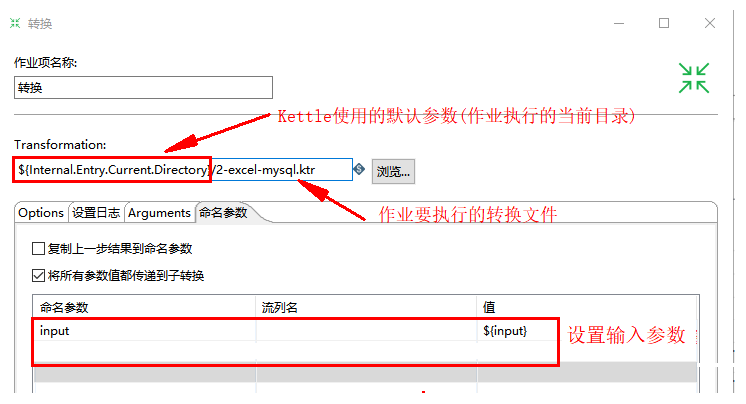 转换
作业项名称:
转换
Kettle使用的默认参数(作业执行的当前目录)
Transformation:
${Internal.Entry.Current.Directory}/2-excel-mysql.ktr
浏览...
作业要执行的转换文件
Options 设置日志 Arguments 命名参数
复制上一步结果到命名参数
将所有参数值都传递到子转换
命名参数 流列名 值
input ${input}
设置输入参数